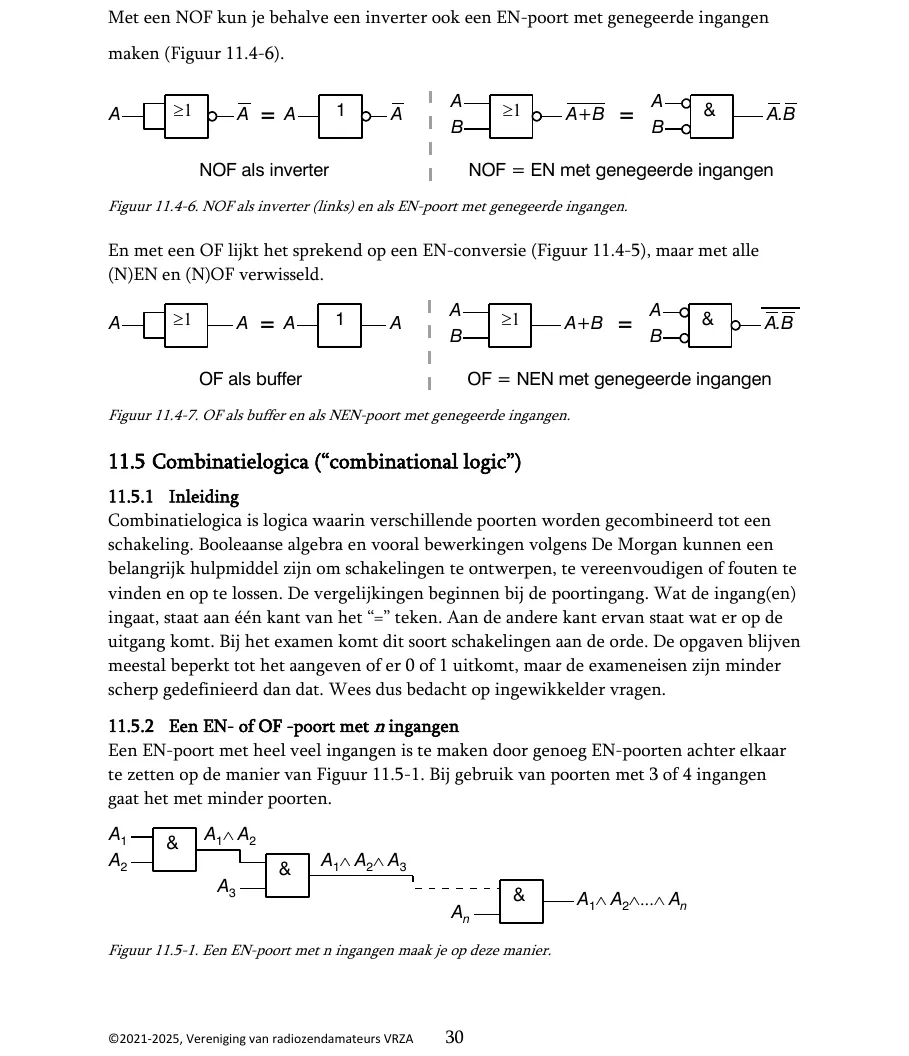 Met een NOF kun je behalve een inverter ook een EN-poort met genegeerde ingangen
maken (Figuur 11.4-6).
A ≥1 A̅ = A 1 A̅ A B ≥1 A̅+̅B̅ = A B & A̅.B̅
NOF als inverter NOF = EN met genegeerde ingangen
Figuur 11.4-6. NOF als inverter (links) en als EN-poort met genegeerde ingangen.
En met een OF lijkt het sprekend op een EN-conversie (Figuur 11.4-5), maar met alle
(N)EN en (N)OF verwisseld.
A ≥1 A = A 1 A A B ≥1 A+B = A B & A̿.̅B̿
OF als buffer OF = NEN met genegeerde ingangen
Figuur 11.4-7. OF als buffer en als NEN-poort met genegeerde ingangen.
11.5 Combinatielogica (“combinational logic”)
11.5.1 Inleiding
Combinatielogica is logica waarin verschillende poorten worden gecombineerd tot een
schakeling. Booleaanse algebra en vooral bewerkingen volgens De Morgan kunnen een
belangrijk hulpmiddel zijn om schakelingen te ontwerpen, te vereenvoudigen of fouten te
vinden en op te lossen. De vergelijkingen beginnen bij de poortingang. Wat de ingang(en)
ingaat, staat aan één kant van het “=” teken. Aan de andere kant ervan staat wat er op de
uitgang komt. Bij het examen komt dit soort schakelingen aan de orde. De opgaven blijven
meestal beperkt tot het aangeven of er 0 of 1 uitkomt, maar de exameneisen zijn minder
scherp gedefinieerd dan dat. Wees dus bedacht op ingewikkelder vragen.
11.5.2 Een EN- of OF -poort met n ingangen
Een EN-poort met heel veel ingangen is te maken door genoeg EN-poorten achter elkaar
te zetten op de manier van Figuur 11.5-1. Bij gebruik van poorten met 3 of 4 ingangen
gaat het met minder poorten.
A₁ & A₁∧A₂
A₂ & A₁∧A₂∧A₃
A₃ & A₁∧A₂∧...∧Aₙ
Aₙ
Figuur 11.5-1. Een EN-poort met n ingangen maak je op deze manier.
©2021-2025, Vereniging van radiozendamateurs VRZA 30